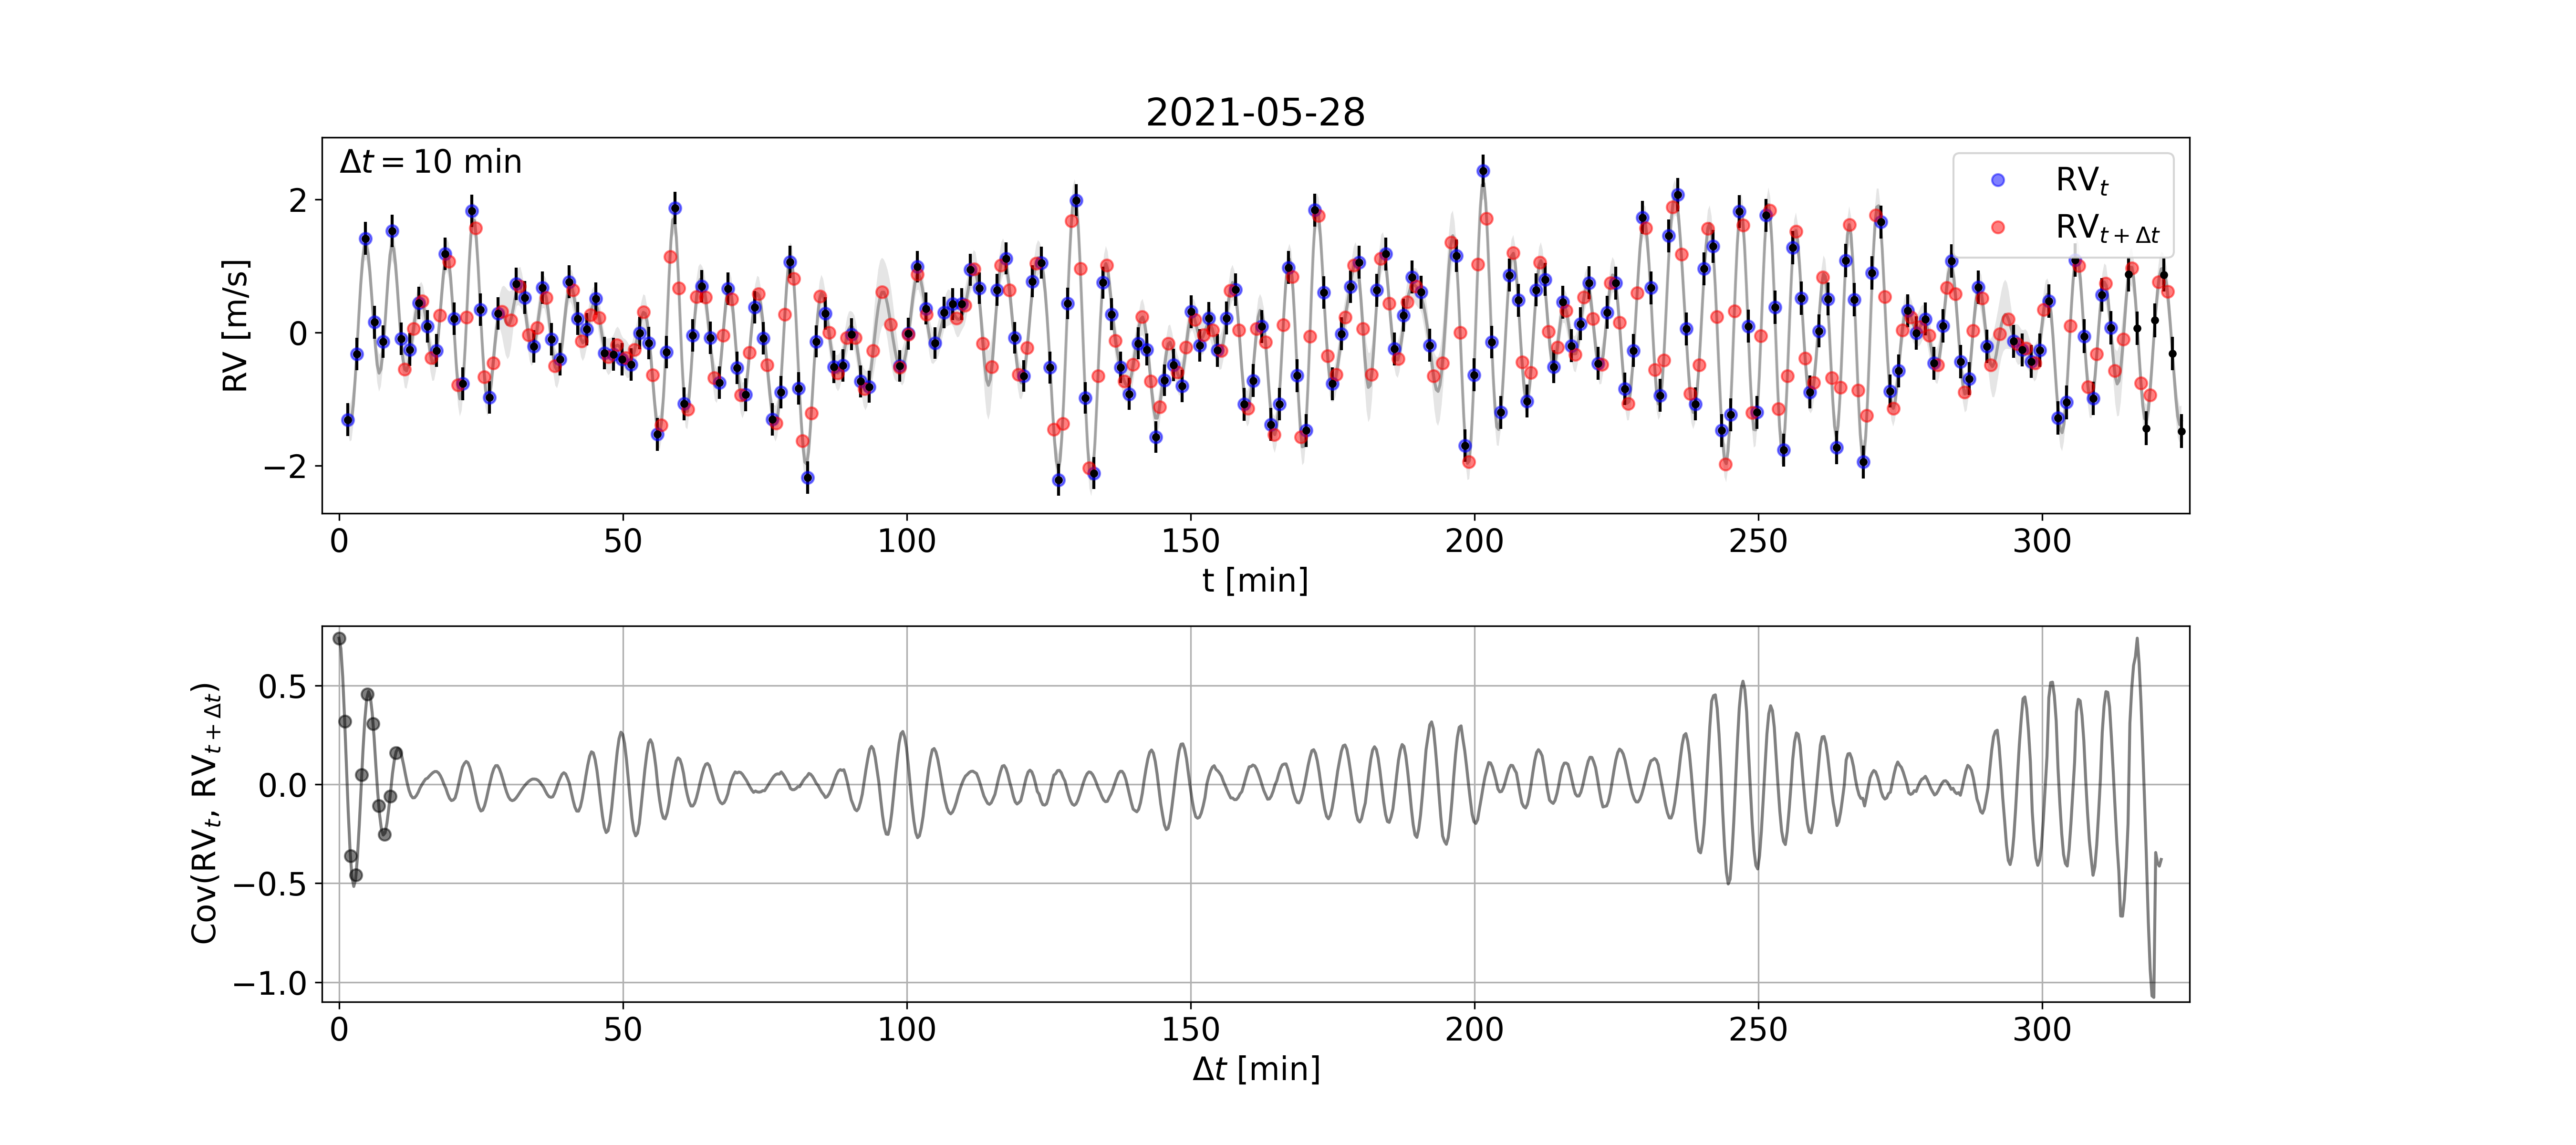 2021-05-28
Δt = 10 min
RV_t
RV_{t+Δt}
2
0
−2
RV [m/s]
0 50 100 150 200 250 300
t [min]
0.5
0.0
−0.5
−1.0
Cov(RV_t, RV_{t+Δt})
0 50 100 150 200 250 300
Δt [min]